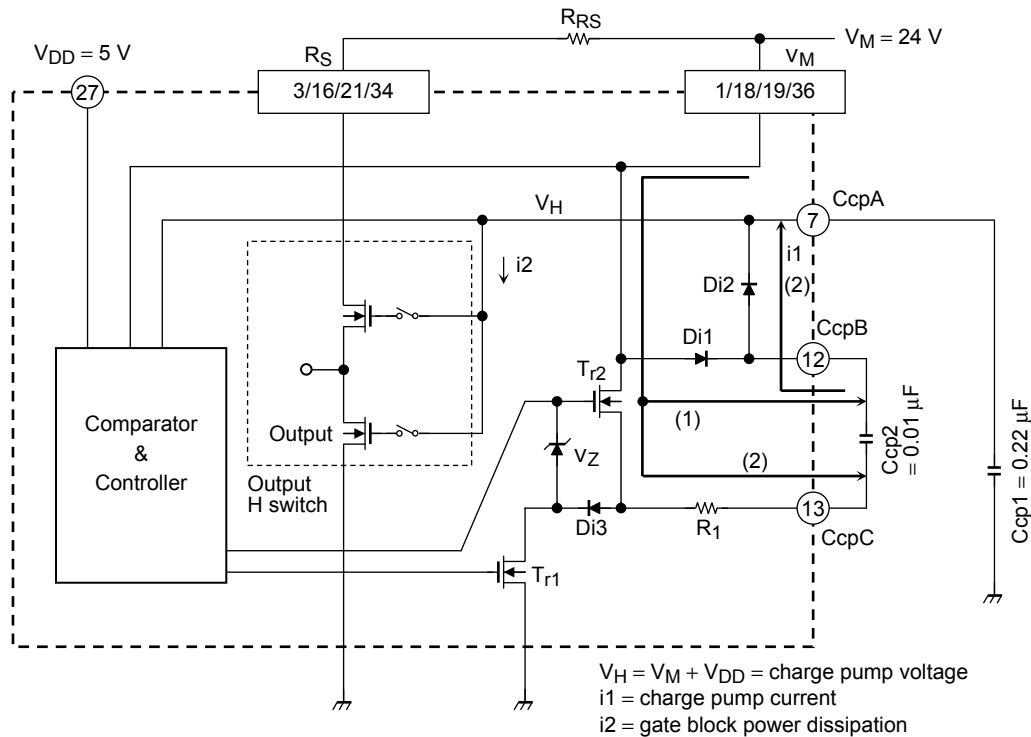 R_RS
V_DD = 5 V
R_S
V_M
V_M = 24 V
27
3/16/21/34
1/18/19/36
V_H
7
CcpA
i2
i1
(2)
Di2
CcpB
Di1
12
T_r2
(1)
Ccp2 = 0.01 µF
Ccp1 = 0.22 µF
Output
V_Z
(2)
Comparator
&
Controller
Output
H switch
Di3
R_1
13
CcpC
T_r1
V_H = V_M + V_DD = charge pump voltage
i1 = charge pump current
i2 = gate block power dissipation